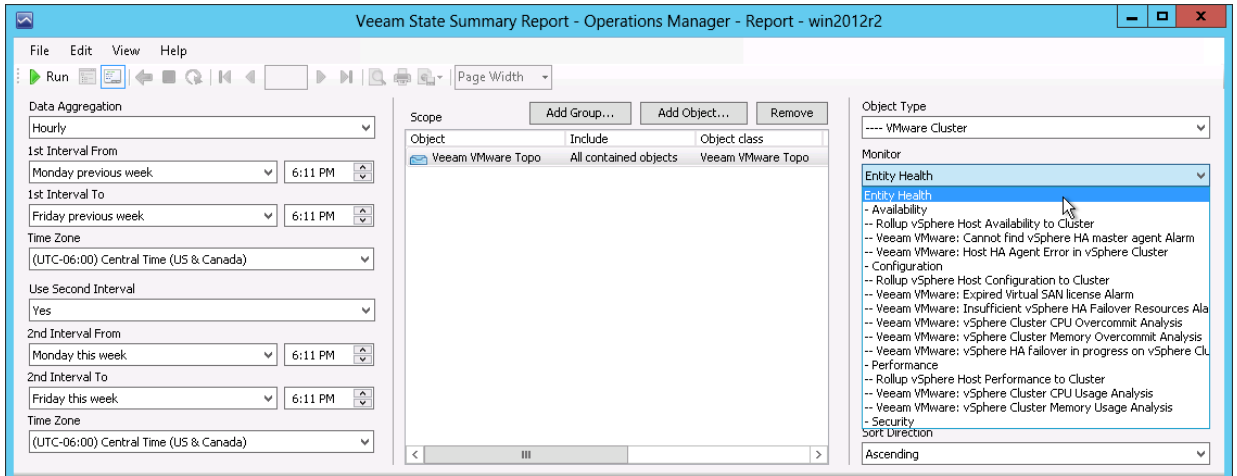 Veeam State Summary Report - Operations Manager - Report - win2012r2
File Edit View Help
Run Page Width
Data Aggregation
Hourly
1st Interval From
Monday previous week 6:11 PM
1st Interval To
Friday previous week 6:11 PM
Time Zone
(UTC-06:00) Central Time (US & Canada)
Use Second Interval
Yes
2nd Interval From
Monday this week 6:11 PM
2nd Interval To
Friday this week 6:11 PM
Time Zone
(UTC-06:00) Central Time (US & Canada)
Scope Add Group... Add Object... Remove
Object Include Object class
Veeam VMware Topo All contained objects Veeam VMware Topo
Object Type
---- VMware Cluster
Monitor
Entity Health
Entity Health
- Availability
-- Rollup vSphere Host Availability to Cluster
-- Veeam VMware: Cannot find vSphere HA master agent Alarm
-- Veeam VMware: Host HA Agent Error in vSphere Cluster
- Configuration
-- Rollup vSphere Host Configuration to Cluster
-- Veeam VMware: Expired Virtual SAN license Alarm
-- Veeam VMware: Insufficient vSphere HA Failover Resources Ala
-- Veeam VMware: vSphere Cluster CPU Overcommit Analysis
-- Veeam VMware: vSphere Cluster Memory Overcommit Analysis
-- Veeam VMware: vSphere HA failover in progress on vSphere Clu
- Performance
-- Rollup vSphere Host Performance to Cluster
-- Veeam VMware: vSphere Cluster CPU Usage Analysis
-- Veeam VMware: vSphere Cluster Memory Usage Analysis
- Security
Sort Direction
Ascending